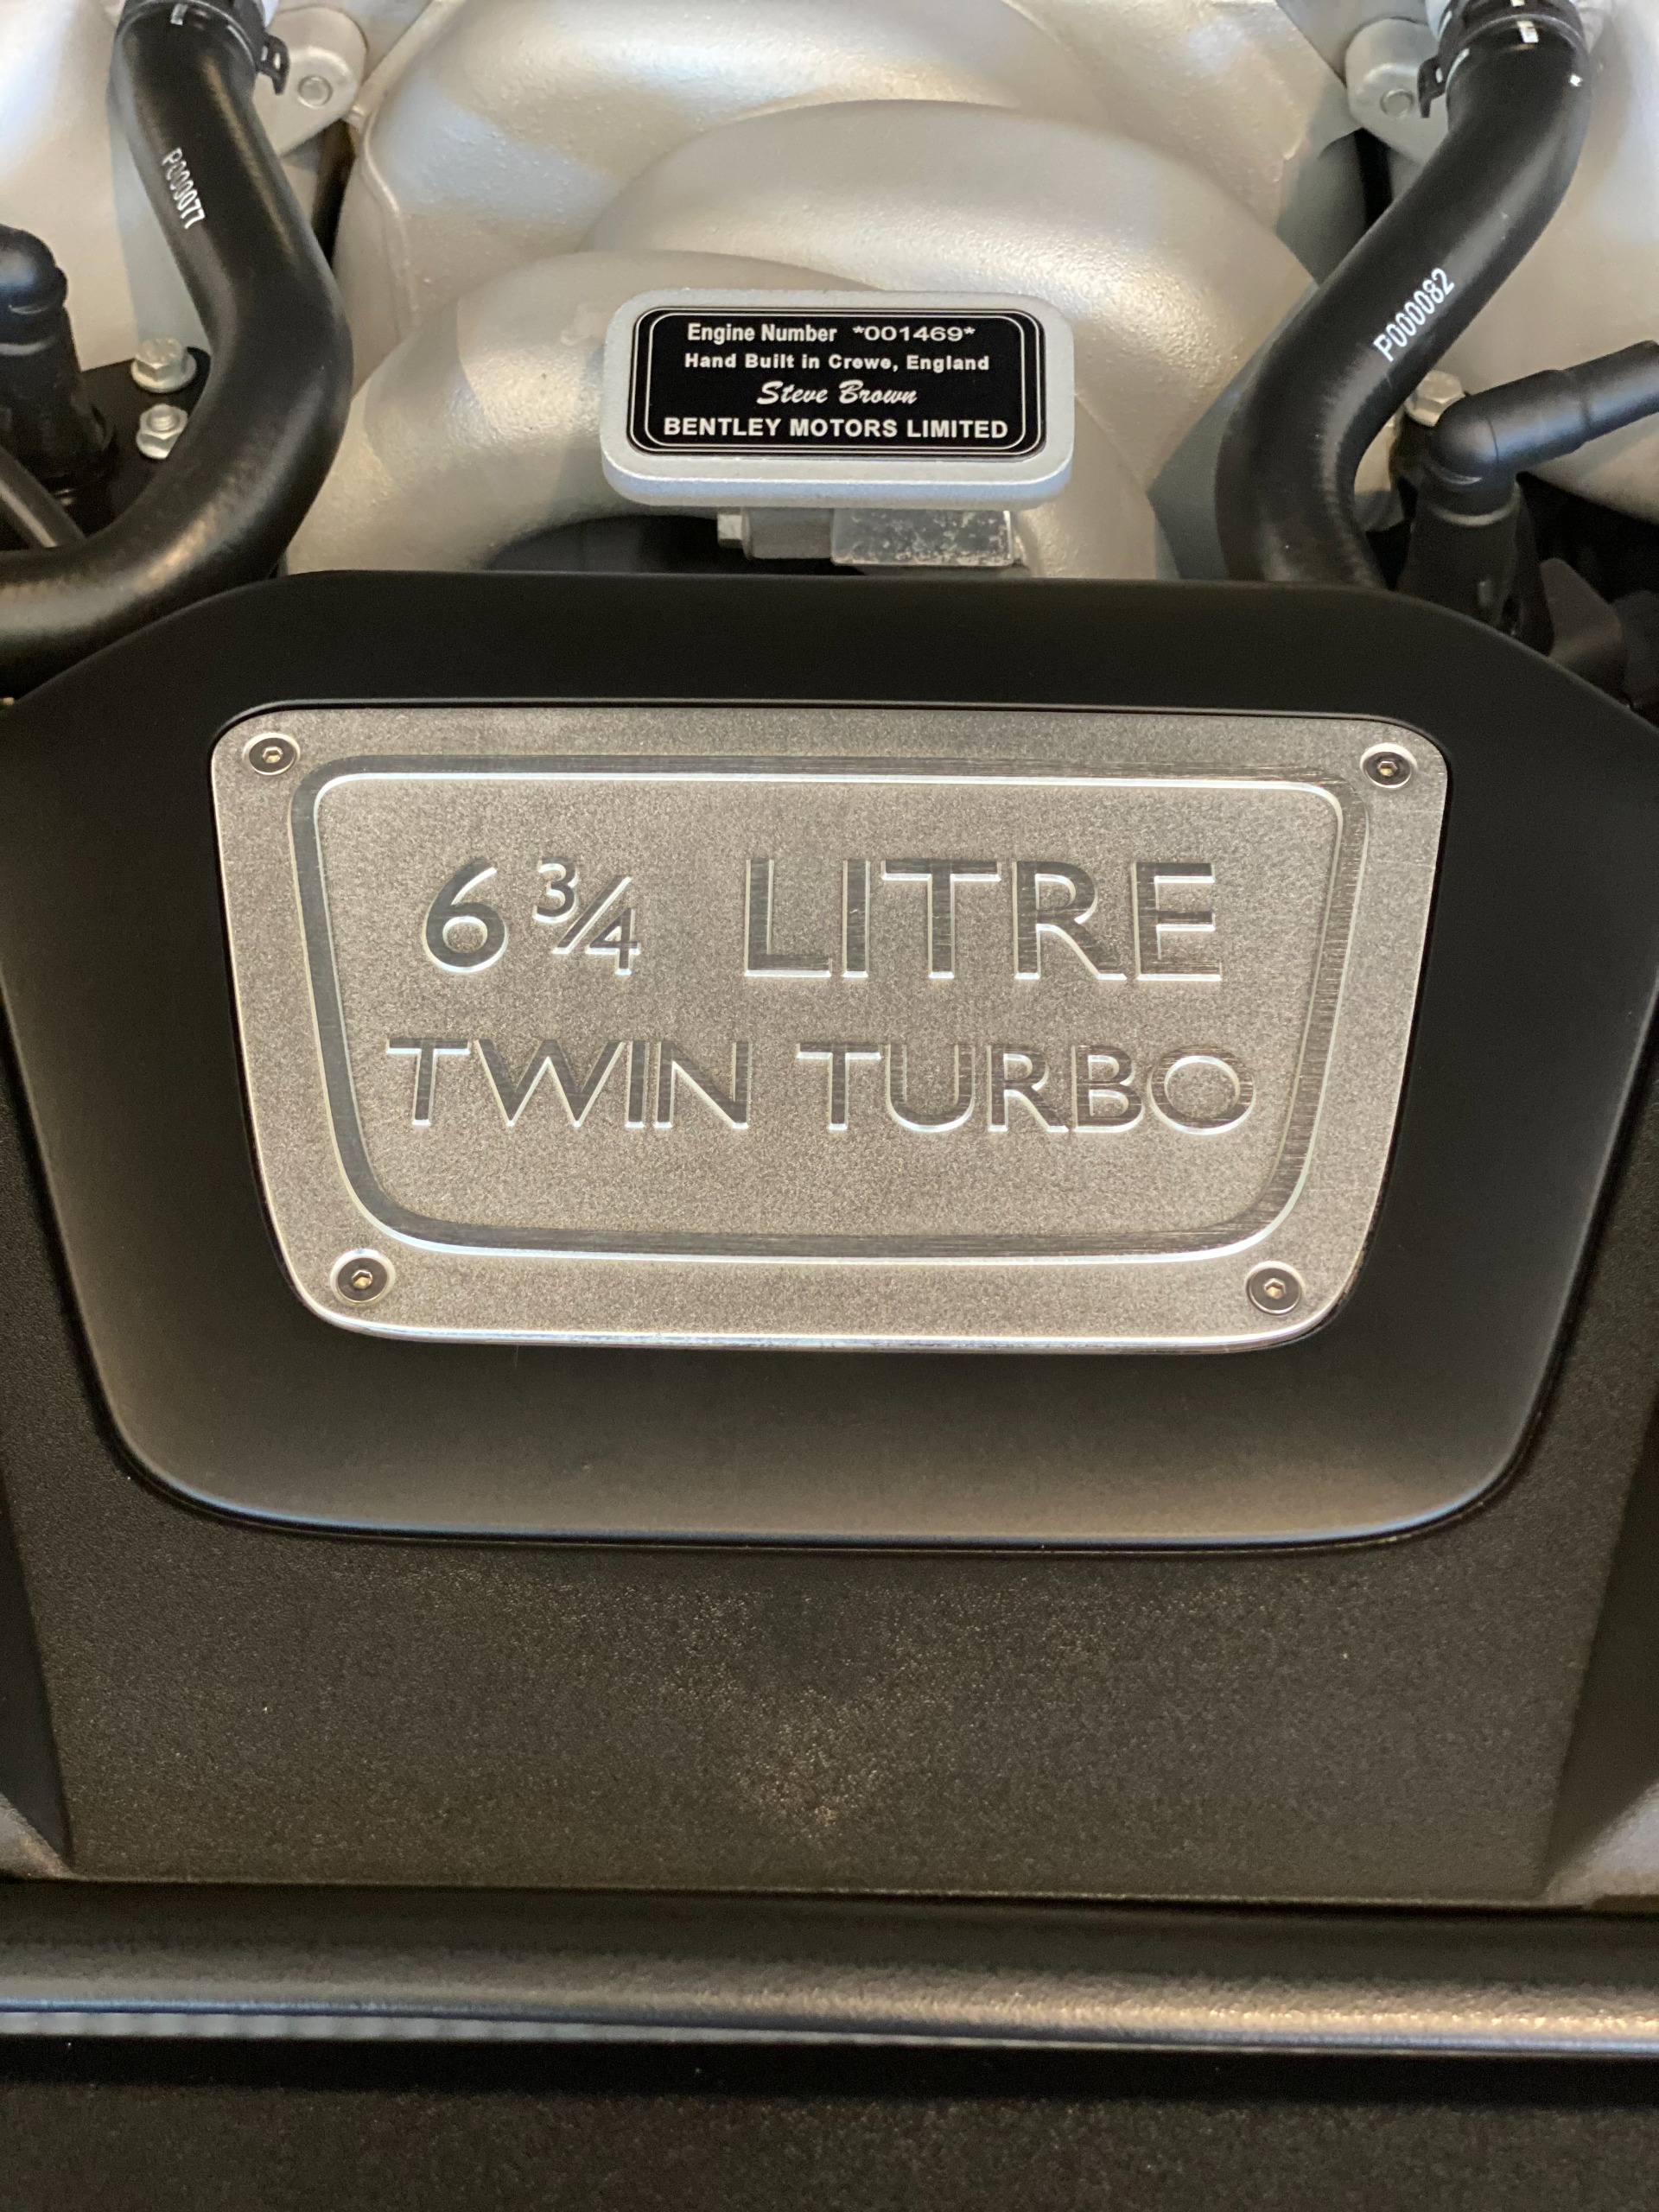 P000077
P000082
Engine Number *001469*
Hand Built in Crewe, England
Steve Brown
BENTLEY MOTORS LIMITED
6¾ LITRE
TWIN TURBO